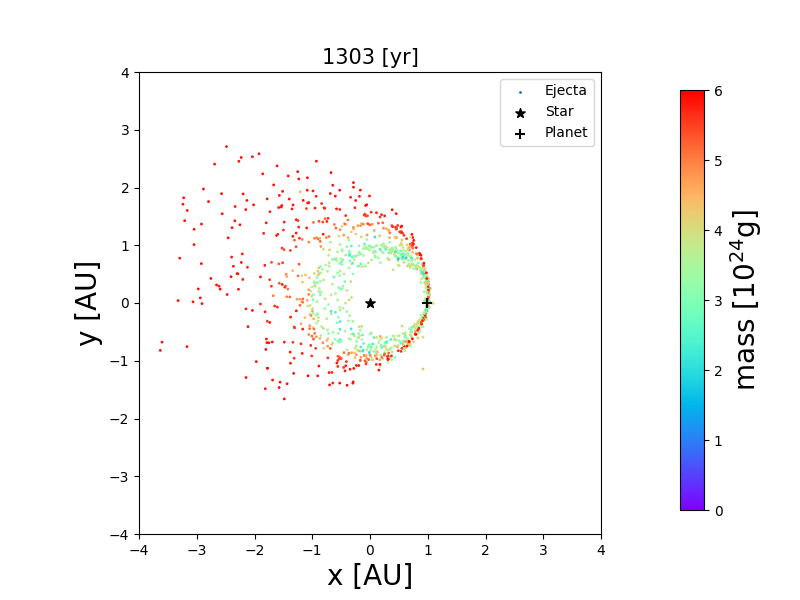 1303 [yr]
Ejecta
Star
Planet
4
3
2
1
0
−1
−2
−3
−4
y [AU]
−4 −3 −2 −1 0 1 2 3 4
x [AU]
6
5
4
3
2
1
0
mass [10²⁴g]